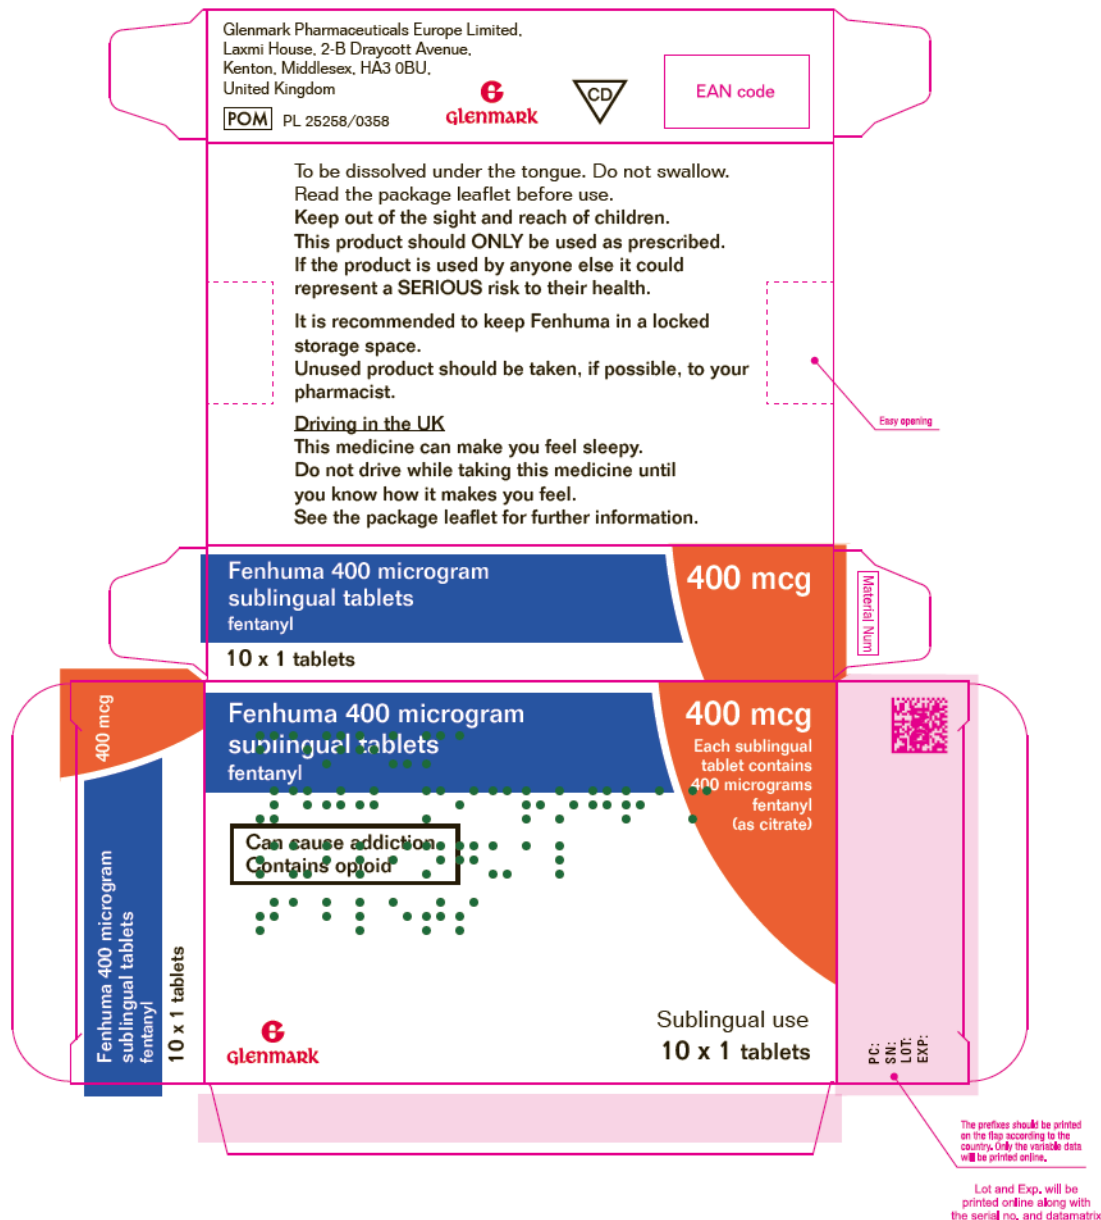 Glenmark Pharmaceuticals Europe Limited,
Laxmi House, 2-B Draycott Avenue,
Kenton, Middlesex, HA3 0BU,
United Kingdom
POM PL 25258/0358
GLENMARK
CD
EAN code
To be dissolved under the tongue. Do not swallow.
Read the package leaflet before use.
Keep out of the sight and reach of children.
This product should ONLY be used as prescribed.
If the product is used by anyone else it could
represent a SERIOUS risk to their health.
It is recommended to keep Fenhuma in a locked
storage space.
Unused product should be taken, if possible, to your
pharmacist.
Easy opening
Driving in the UK
This medicine can make you feel sleepy.
Do not drive while taking this medicine until
you know how it makes you feel.
See the package leaflet for further information.
Fenhuma 400 microgram
sublingual tablets
fentanyl
10 x 1 tablets
400 mcg
Material Num
400 mcg
Fenhuma 400 microgram
sublingual tablets
fentanyl
10 x 1 tablets
Fenhuma 400 microgram
sublingual tablets
fentanyl
400 mcg
Each sublingual
tablet contains
400 micrograms
fentanyl
(as citrate)
Can cause addiction
Contains opioid
GLENMARK
Sublingual use
10 x 1 tablets
PC:
SN:
LOT:
EXP:
The prefixes should be printed
on the flap according to the
country. Only the variable data
will be printed online.
Lot and Exp. will be
printed online along with
the serial no. and datamatrix